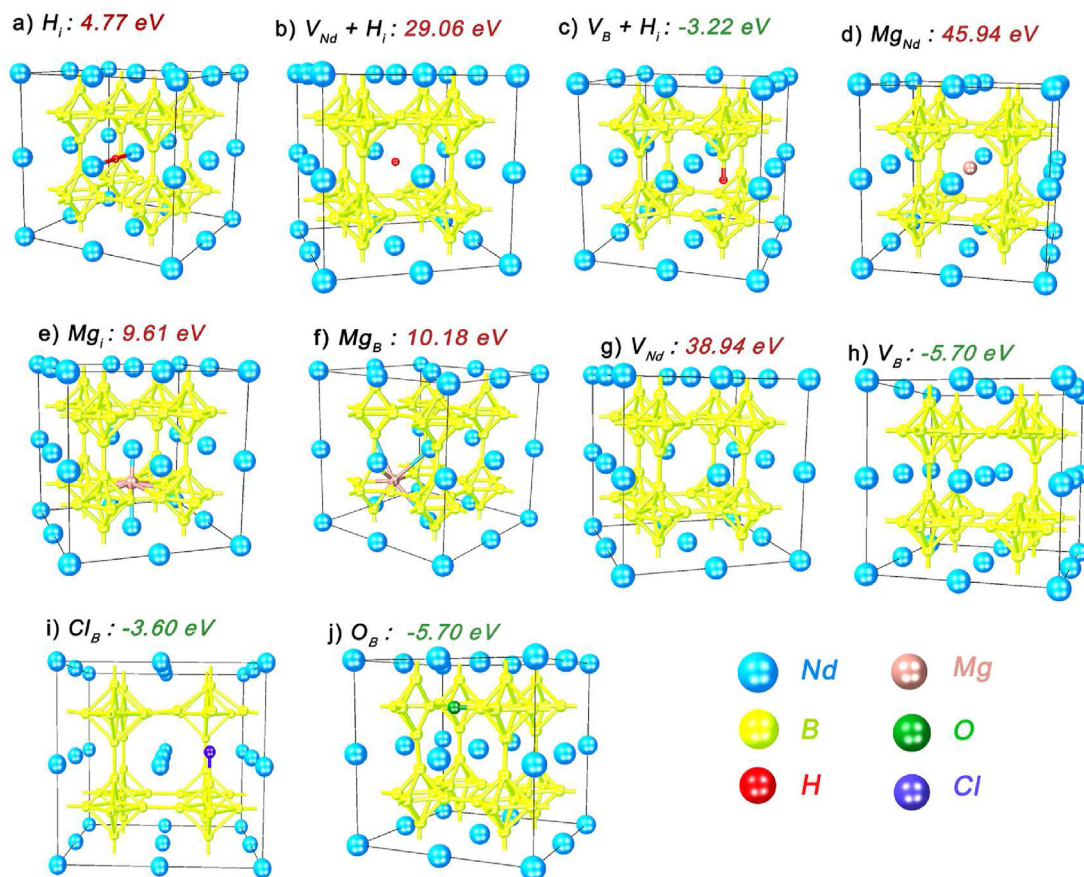 a) Hi : 4.77 eV
b) VNd + Hi : 29.06 eV
c) VB + Hi : -3.22 eV
d) MgNd : 45.94 eV
e) Mgi : 9.61 eV
f) MgB : 10.18 eV
g) VNd : 38.94 eV
h) VB : -5.70 eV
i) ClB : -3.60 eV
j) OB : -5.70 eV
Nd
Mg
B
O
H
Cl